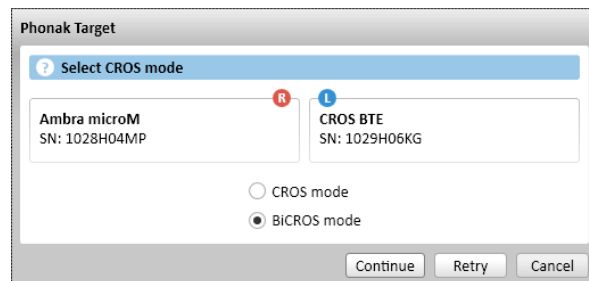 Phonak Target
? Select CROS mode
R L
Ambra microM
SN: 1028H04MP
CROS BTE
SN: 1029H06KG
CROS mode
BiCROS mode
Continue Retry Cancel